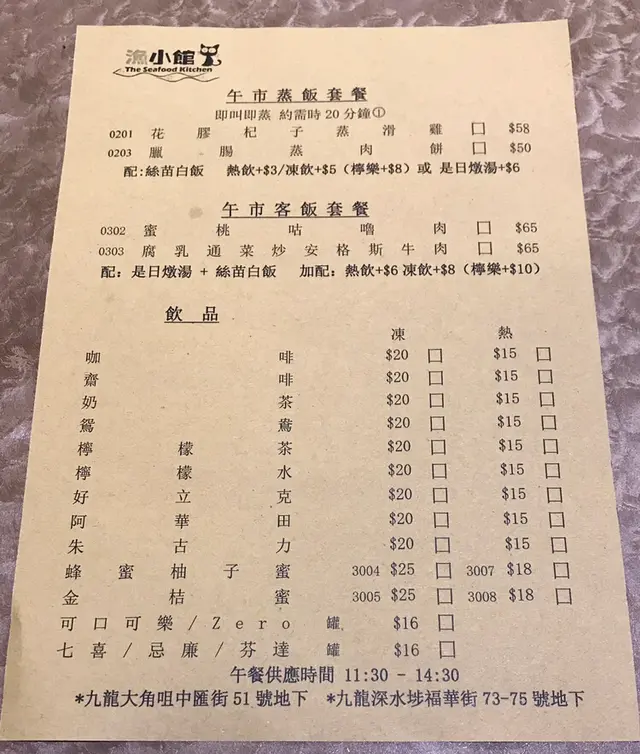 漁小館
The Seafood Kitchen
午市蒸飯套餐
即叫即蒸 約需時20分鐘
0201 花膠杞子蒸滑雞 □ $58
0203 臘腸蒸肉餅 □ $50
配:絲苗白飯 熱飲+$3/凍飲+$5 (檸樂+$8) 或 是日燉湯+$6
午市客飯套餐
0302 蜜桃咕嚕肉 □ $65
0303 腐乳通菜炒安格斯牛肉 □ $65
配: 是日燉湯 + 絲苗白飯 加配: 熱飲+$6 凍飲+$8 (檸樂+$10)
飲品
凍 熱
咖啡 $20 □ $15 □
齋啡 $20 □ $15 □
奶茶 $20 □ $15 □
鴛鴦 $20 □ $15 □
檸檬茶 $20 □ $15 □
檸檬水 $20 □ $15 □
好立克 $20 □ $15 □
阿華田 $20 □ $15 □
朱古力 $20 □ $15 □
蜂蜜柚子蜜 3004 $25 □ 3007 $18 □
金桔蜜 3005 $25 □ 3008 $18 □
可口可樂/Zero 罐 $16 □
七喜/忌廉/芬達 罐 $16 □
午餐供應時間 11:30 - 14:30
*九龍大角咀中匯街51號地下 *九龍深水埗福華街73-75號地下